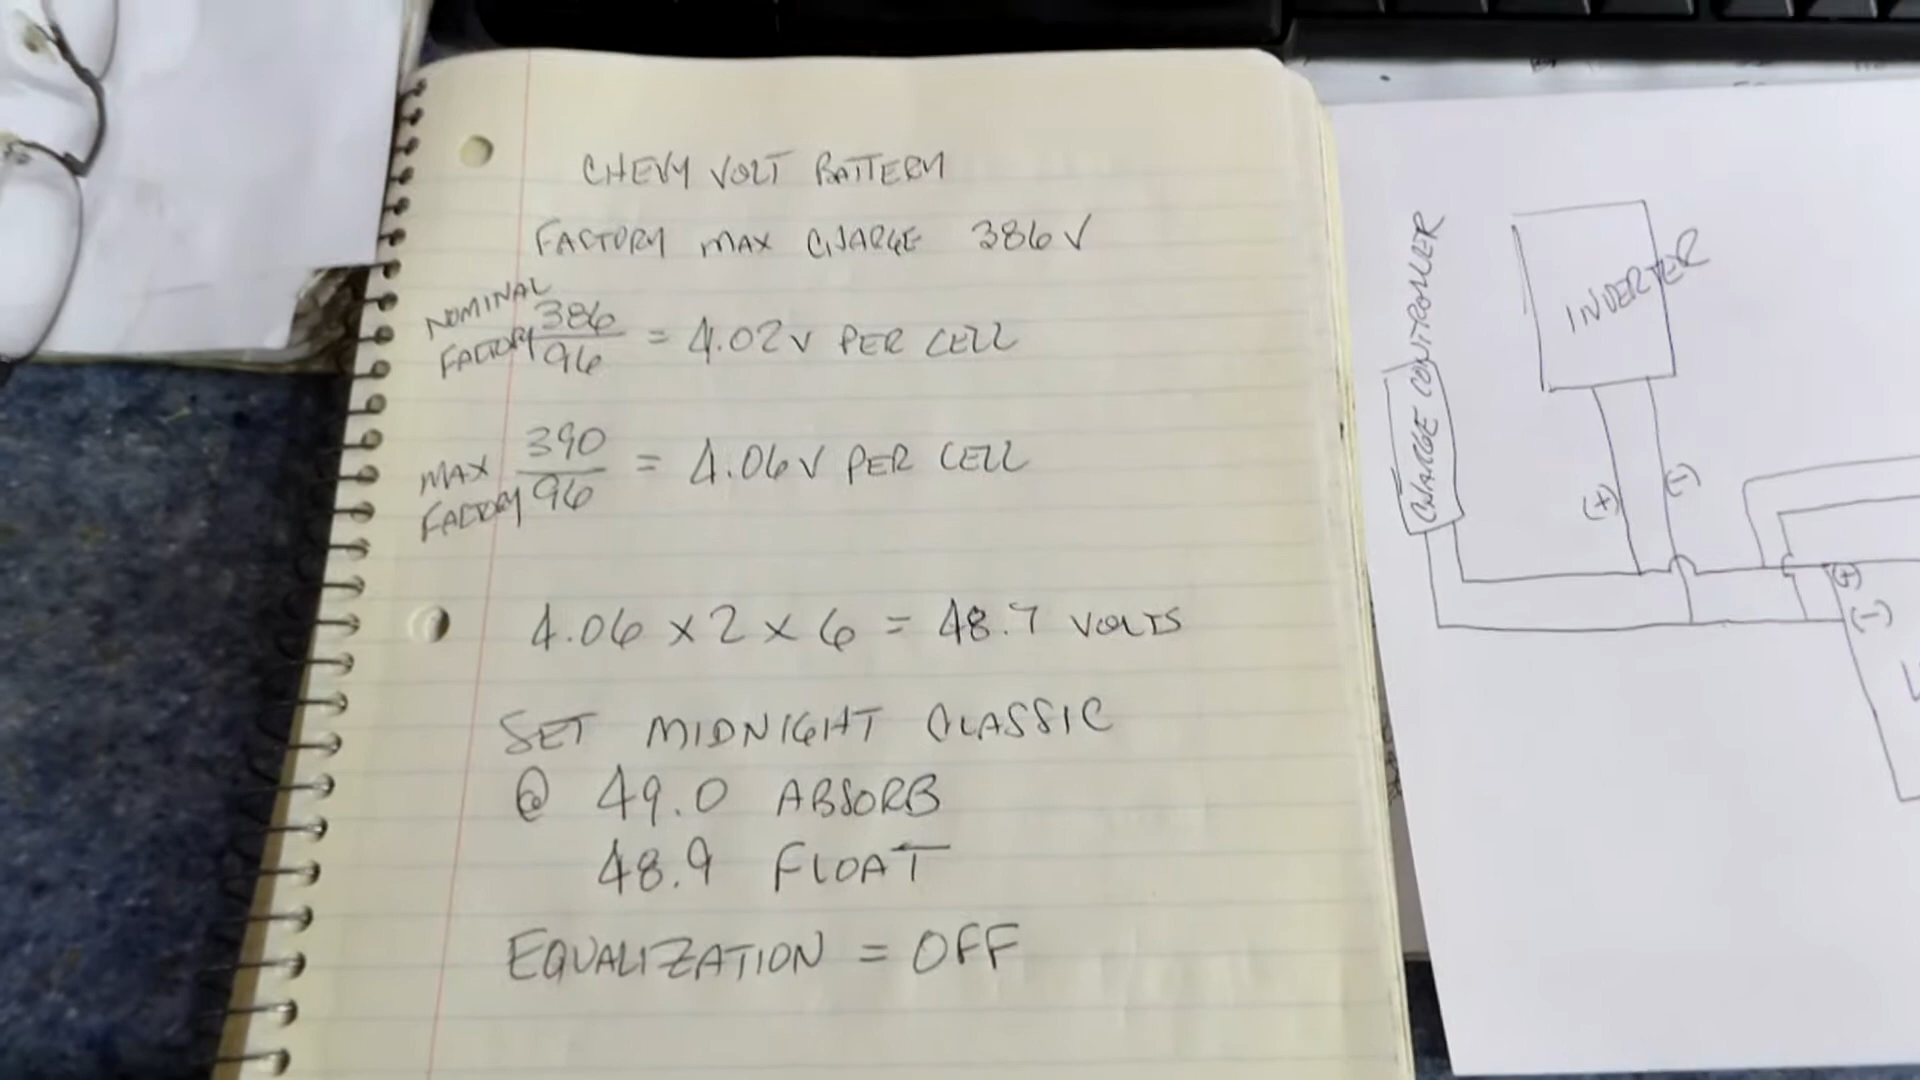 CHEVY VOLT BATTERY
FACTORY MAX CHARGE 386 V
NOMINAL FACTORY 386/96 = 4.02V PER CELL
MAX FACTORY 390/96 = 4.06V PER CELL
4.06 x 2 x 6 = 48.7 VOLTS
SET MIDNIGHT CLASSIC
@ 49.0 ABSORB
48.9 FLOAT
EQUALIZATION = OFF
CHARGE CONTROLLER
INVERTER
(+) (-)
(+)
(-)